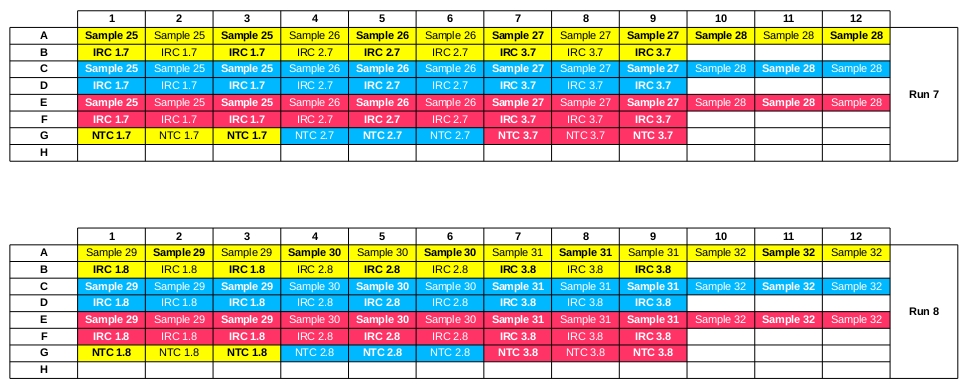 1 2 3 4 5 6 7 8 9 10 11 12
A Sample 25 Sample 25 Sample 25 Sample 26 Sample 26 Sample 26 Sample 27 Sample 27 Sample 27 Sample 28 Sample 28 Sample 28
B IRC 1.7 IRC 1.7 IRC 1.7 IRC 2.7 IRC 2.7 IRC 2.7 IRC 3.7 IRC 3.7 IRC 3.7
C Sample 25 Sample 25 Sample 25 Sample 26 Sample 26 Sample 26 Sample 27 Sample 27 Sample 27 Sample 28 Sample 28 Sample 28
D IRC 1.7 IRC 1.7 IRC 1.7 IRC 2.7 IRC 2.7 IRC 2.7 IRC 3.7 IRC 3.7 IRC 3.7
Run 7
E Sample 25 Sample 25 Sample 25 Sample 26 Sample 26 Sample 26 Sample 27 Sample 27 Sample 27 Sample 28 Sample 28 Sample 28
F IRC 1.7 IRC 1.7 IRC 1.7 IRC 2.7 IRC 2.7 IRC 2.7 IRC 3.7 IRC 3.7 IRC 3.7
G NTC 1.7 NTC 1.7 NTC 1.7 NTC 2.7 NTC 2.7 NTC 2.7 NTC 3.7 NTC 3.7 NTC 3.7
H
1 2 3 4 5 6 7 8 9 10 11 12
A Sample 29 Sample 29 Sample 29 Sample 30 Sample 30 Sample 30 Sample 31 Sample 31 Sample 31 Sample 32 Sample 32 Sample 32
B IRC 1.8 IRC 1.8 IRC 1.8 IRC 2.8 IRC 2.8 IRC 2.8 IRC 3.8 IRC 3.8 IRC 3.8
C Sample 29 Sample 29 Sample 29 Sample 30 Sample 30 Sample 30 Sample 31 Sample 31 Sample 31 Sample 32 Sample 32 Sample 32
D IRC 1.8 IRC 1.8 IRC 1.8 IRC 2.8 IRC 2.8 IRC 2.8 IRC 3.8 IRC 3.8 IRC 3.8
Run 8
E Sample 29 Sample 29 Sample 29 Sample 30 Sample 30 Sample 30 Sample 31 Sample 31 Sample 31 Sample 32 Sample 32 Sample 32
F IRC 1.8 IRC 1.8 IRC 1.8 IRC 2.8 IRC 2.8 IRC 2.8 IRC 3.8 IRC 3.8 IRC 3.8
G NTC 1.8 NTC 1.8 NTC 1.8 NTC 2.8 NTC 2.8 NTC 2.8 NTC 3.8 NTC 3.8 NTC 3.8
H